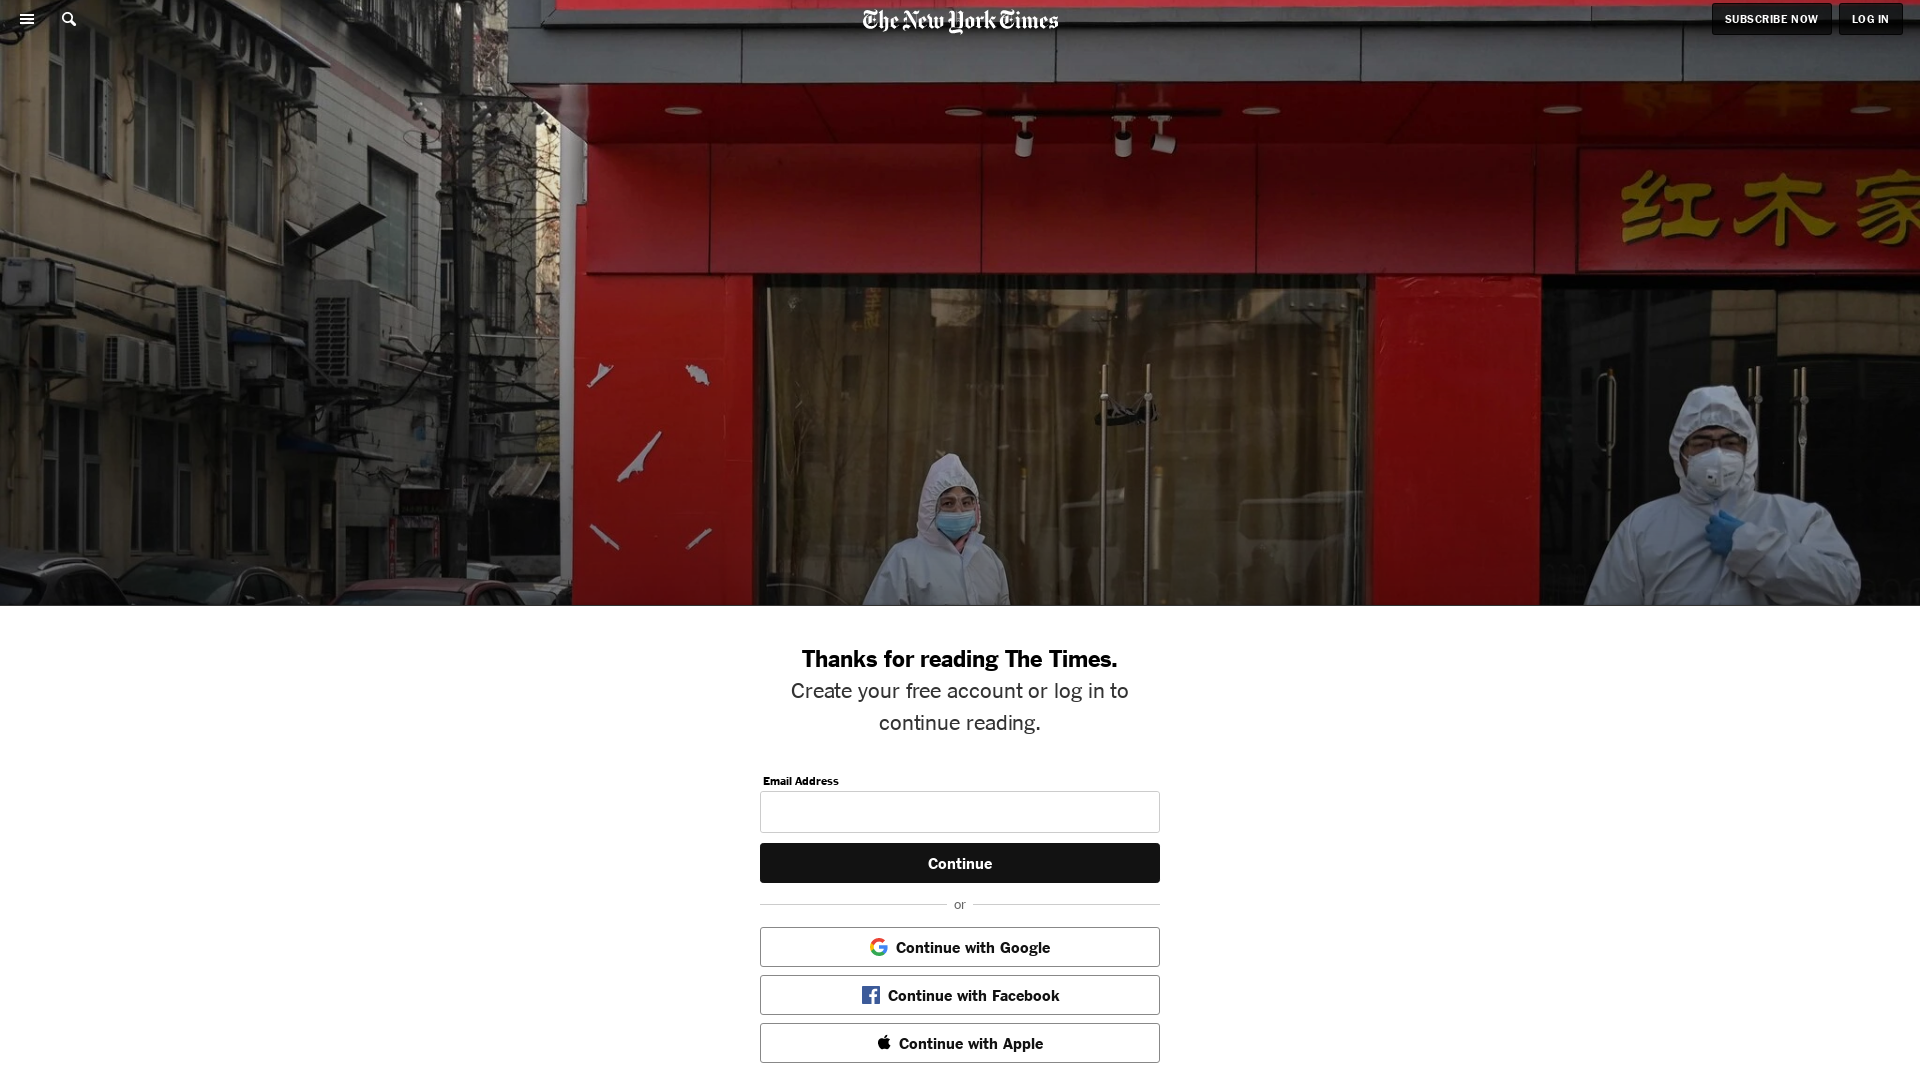 The New York Times
SUBSCRIBE NOW
LOG IN
红木家
Thanks for reading The Times.
Create your free account or log in to
continue reading.
Email Address
Continue
or
Continue with Google
Continue with Facebook
Continue with Apple